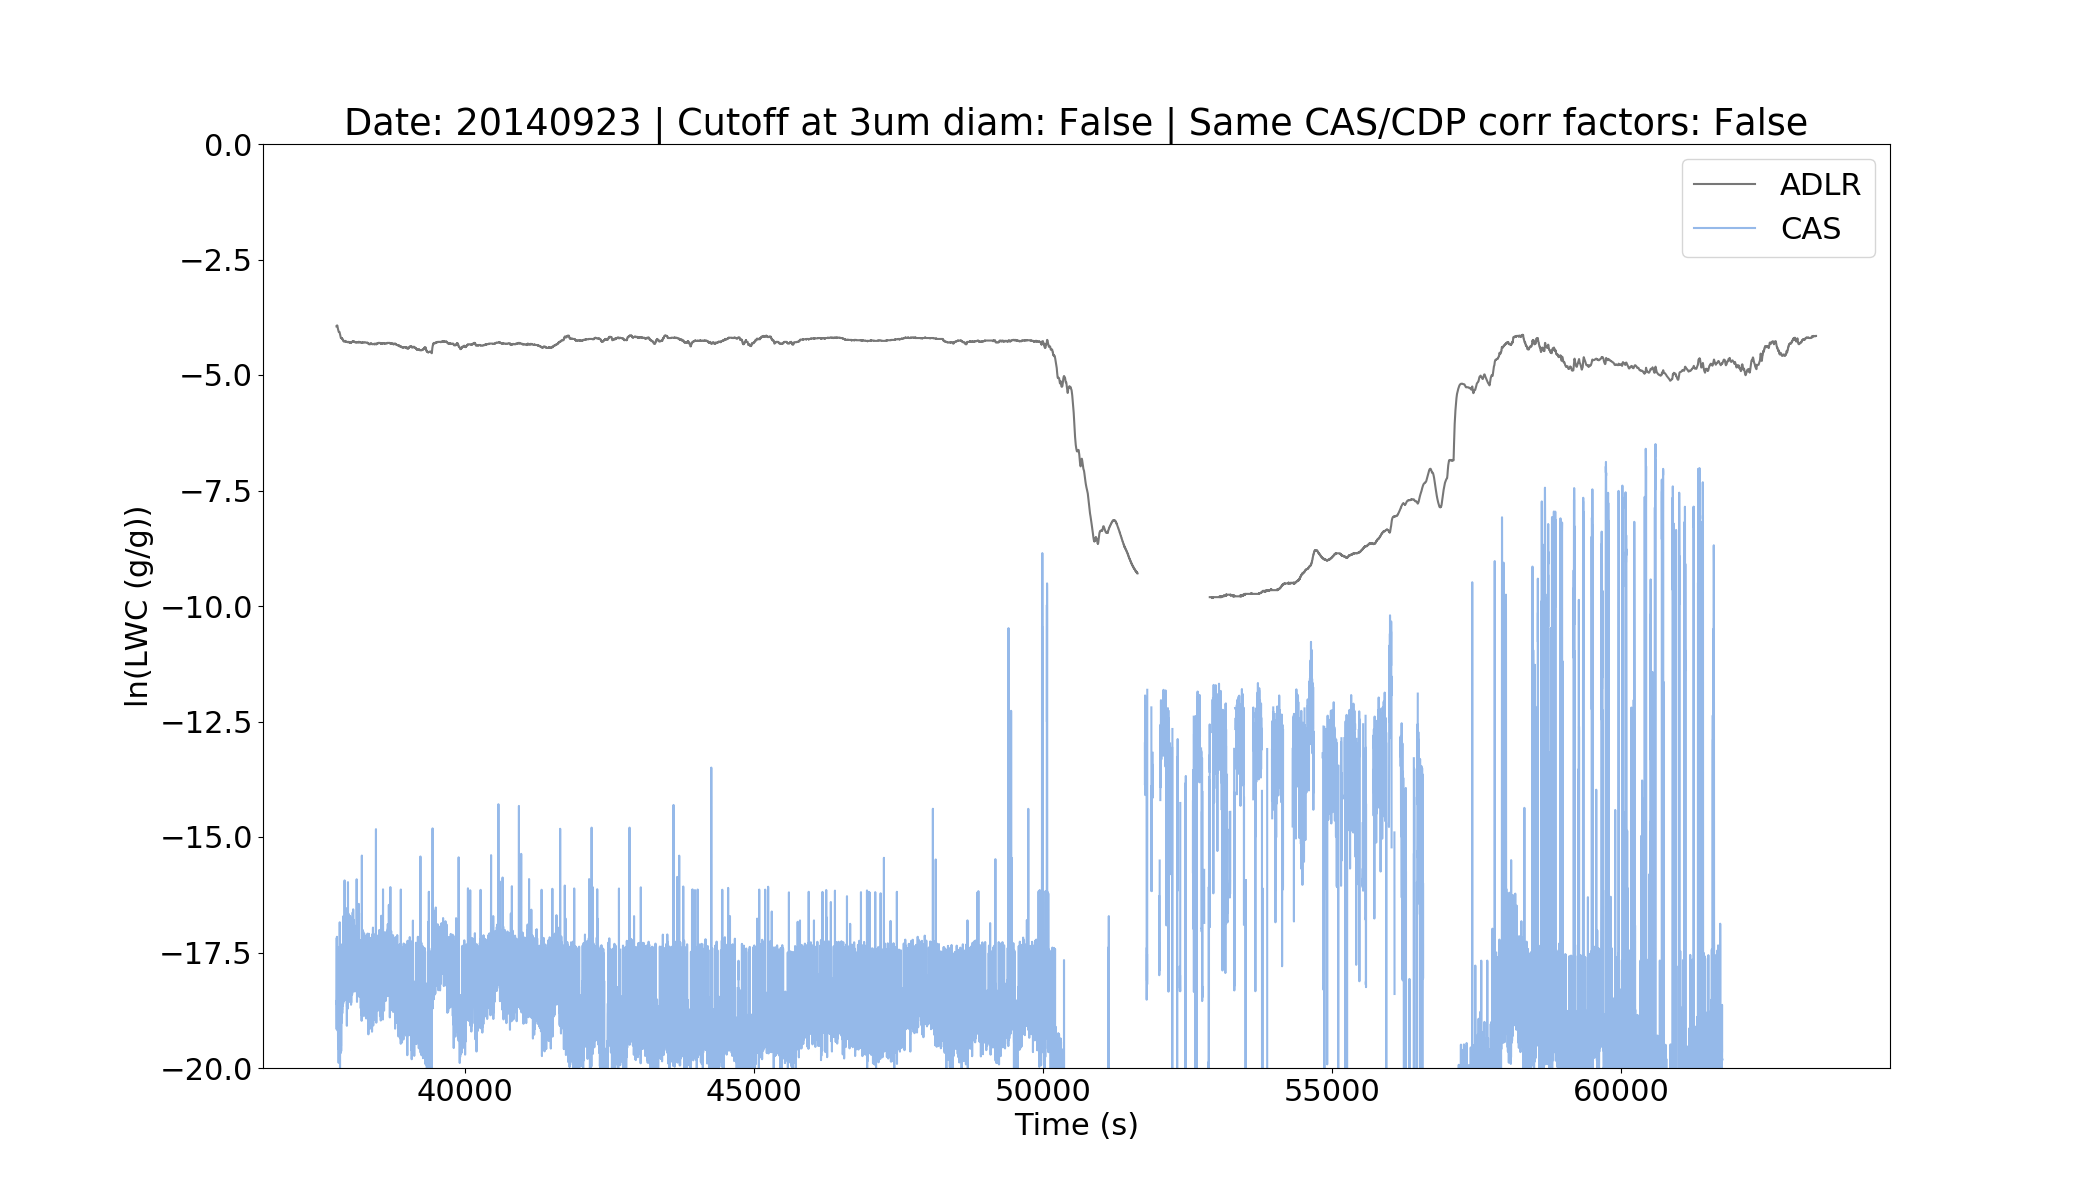 Date: 20140923 | Cutoff at 3um diam: False | Same CAS/CDP corr factors: False
ADLR
CAS
0.0
−2.5
−5.0
−7.5
−10.0
−12.5
−15.0
−17.5
−20.0
ln(LWC (g/g))
40000 45000 50000 55000 60000
Time (s)